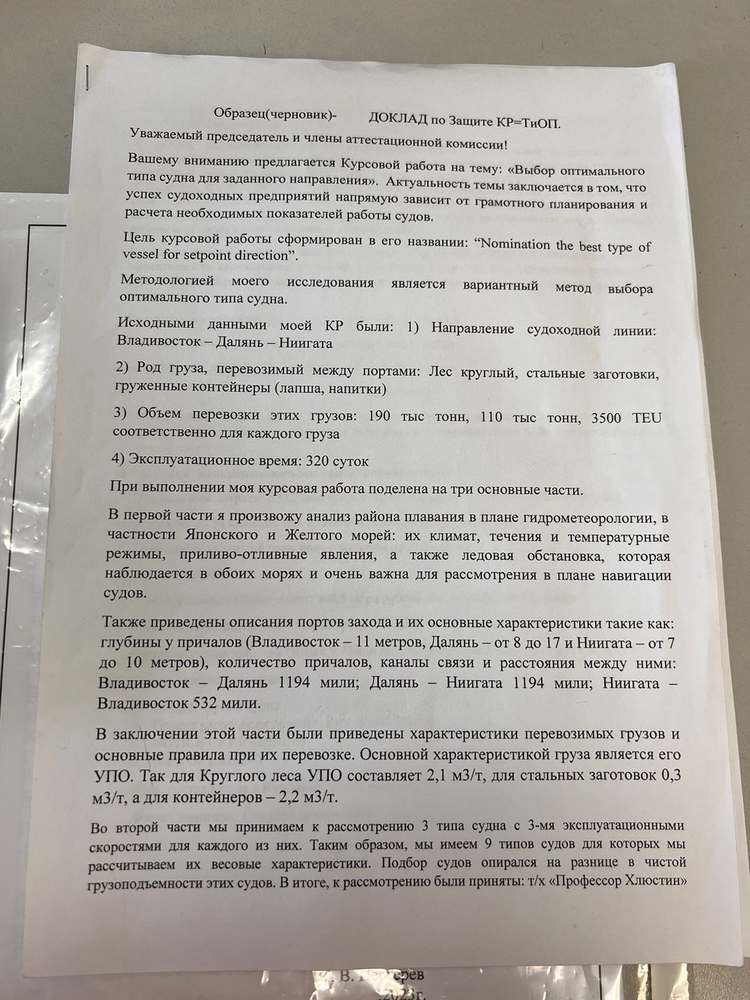 Образец(черновик)- ДОКЛАД по Защите КР=ТиОП.
Уважаемый председатель и члены аттестационной комиссии!
Вашему вниманию предлагается Курсовой работа на тему: «Выбор оптимального
типа судна для заданного направления». Актуальность темы заключается в том, что
успех судоходных предприятий напрямую зависит от грамотного планирования и
расчета необходимых показателей работы судов.
Цель курсовой работы сформирован в его названии: “Nomination the best type of
vessel for setpoint direction”.
Методологией моего исследования является вариантный метод выбора
оптимального типа судна.
Исходными данными моей КР были: 1) Направление судоходной линии:
Владивосток – Далянь – Ниигата
2) Род груза, перевозимый между портами: Лес круглый, стальные заготовки,
груженные контейнеры (лапша, напитки)
3) Объем перевозки этих грузов: 190 тыс тонн, 110 тыс тонн, 3500 TEU
соответственно для каждого груза
4) Эксплуатационное время: 320 суток
При выполнении моя курсовая работа поделена на три основные части.
В первой части я произвожу анализ района плавания в плане гидрометеорологии, в
частности Японского и Желтого морей: их климат, течения и температурные
режимы, приливо-отливные явления, а также ледовая обстановка, которая
наблюдается в обоих морях и очень важна для рассмотрения в плане навигации
судов.
Также приведены описания портов захода и их основные характеристики такие как:
глубины у причалов (Владивосток – 11 метров, Далянь – от 8 до 17 и Ниигата – от 7
до 10 метров), количество причалов, каналы связи и расстояния между ними:
Владивосток – Далянь 1194 мили; Далянь – Ниигата 1194 мили; Ниигата –
Владивосток 532 мили.
В заключении этой части были приведены характеристики перевозимых грузов и
основные правила при их перевозке. Основной характеристикой груза является его
УПО. Так для Круглого леса УПО составляет 2,1 м3/т, для стальных заготовок 0,3
м3/т, а для контейнеров – 2,2 м3/т.
Во второй части мы принимаем к рассмотрению 3 типа судна с 3-мя эксплуатационными
скоростями для каждого из них. Таким образом, мы имеем 9 типов судов для которых мы
рассчитываем их весовые характеристики. Подбор судов опирался на разнице в чистой
грузоподъемности этих судов. В итоге, к рассмотрению были приняты: т/х «Профессор Хлюстин»
В.
2023г.